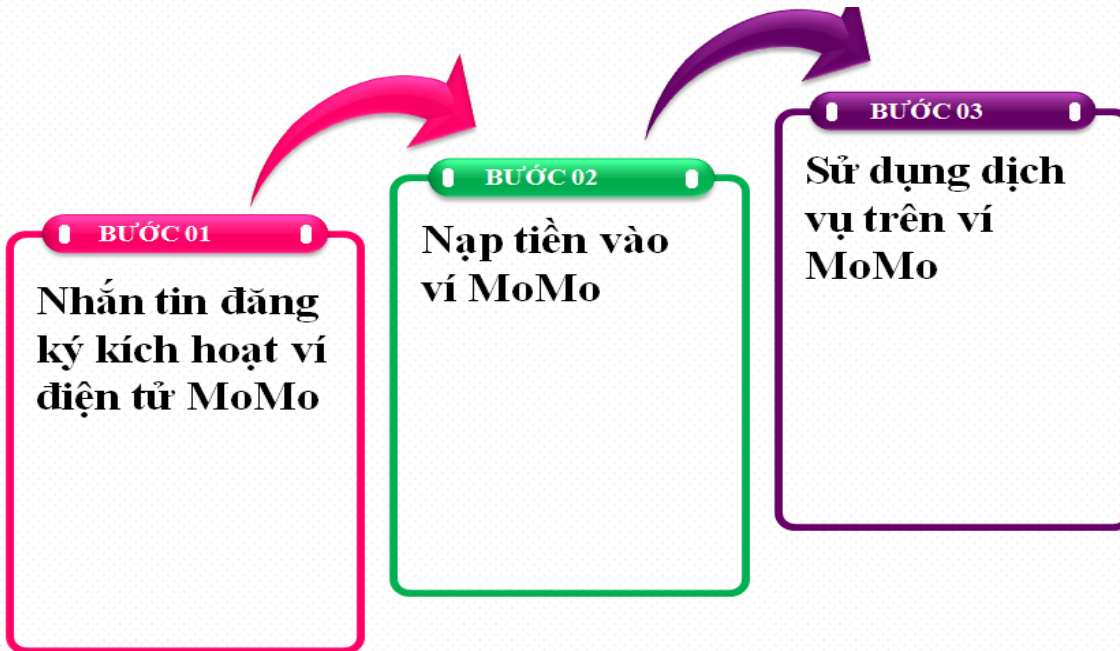 BƯỚC 01
Nhắn tin đăng
ký kích hoạt ví
điện tử MoMo
BƯỚC 02
Nạp tiền vào
ví MoMo
BƯỚC 03
Sử dụng dịch
vụ trên ví
MoMo